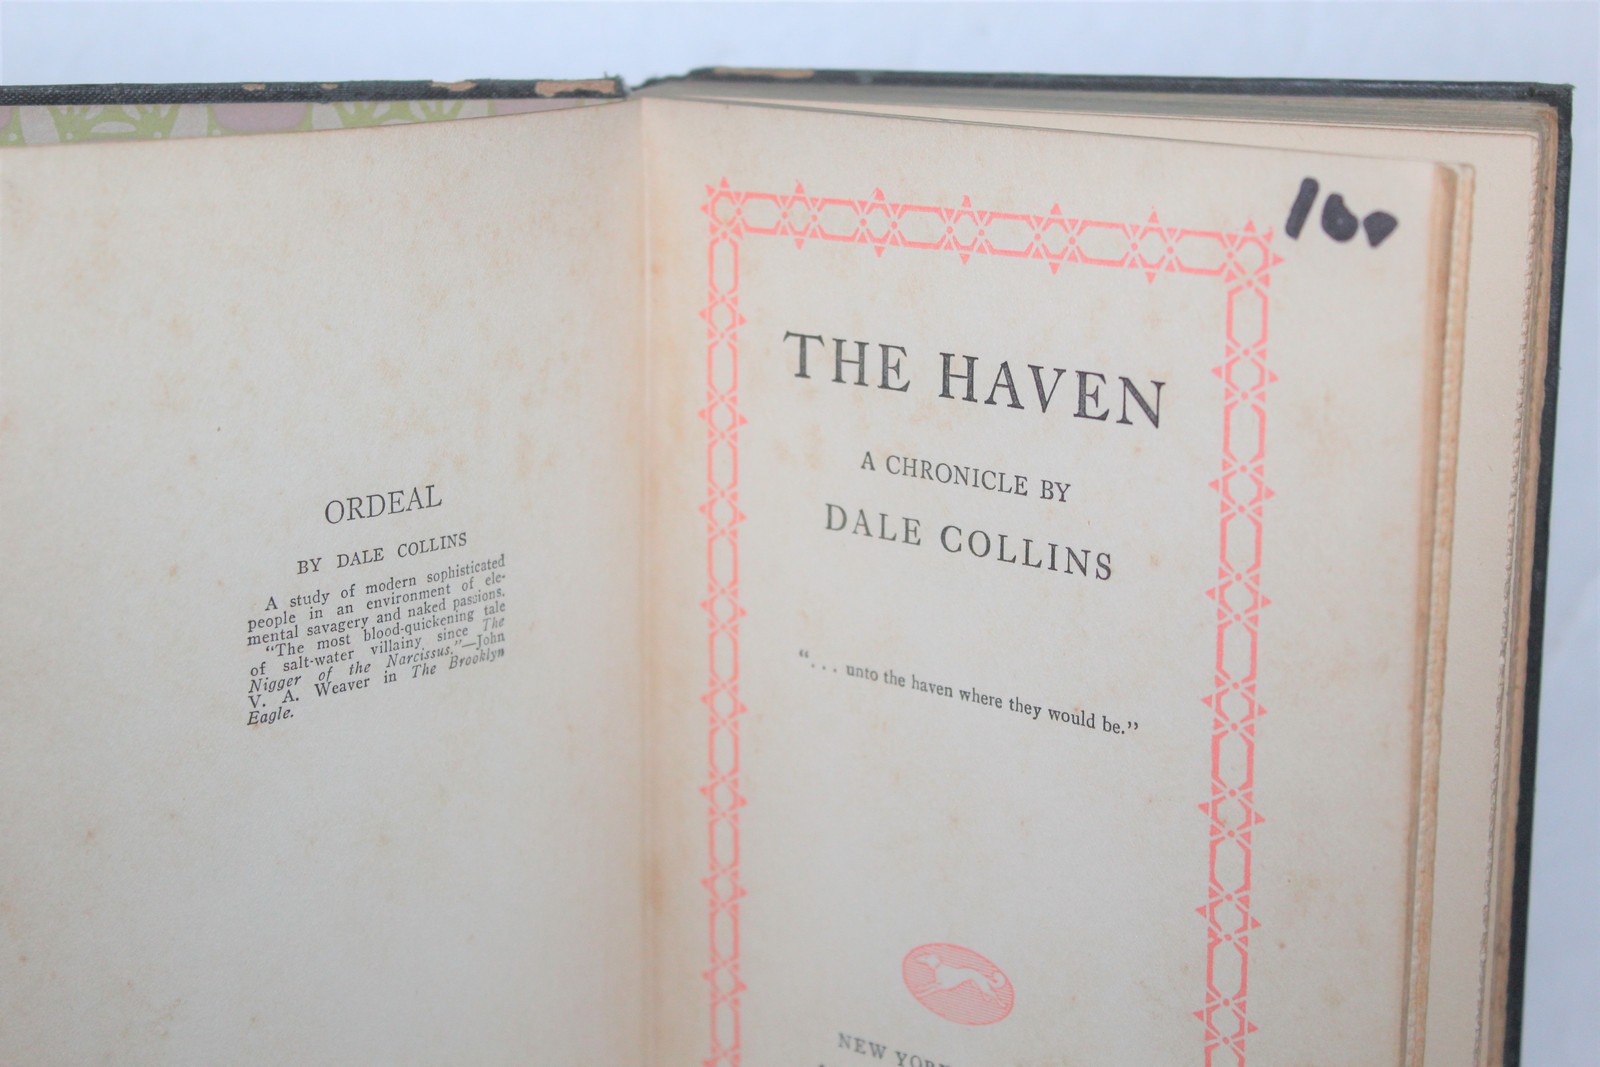 ORDEAL
BY DALE COLLINS
A study of modern sophisticated
people in an environment of ele-
mental savagery and naked passions.
"The most blood-quickening tale
of salt-water villainy since The
Nigger of the Narcissus."—John
V. A. Weaver in The Brooklyn
Eagle.
THE HAVEN
A CHRONICLE BY
DALE COLLINS
"... unto the haven where they would be."
NEW YORK